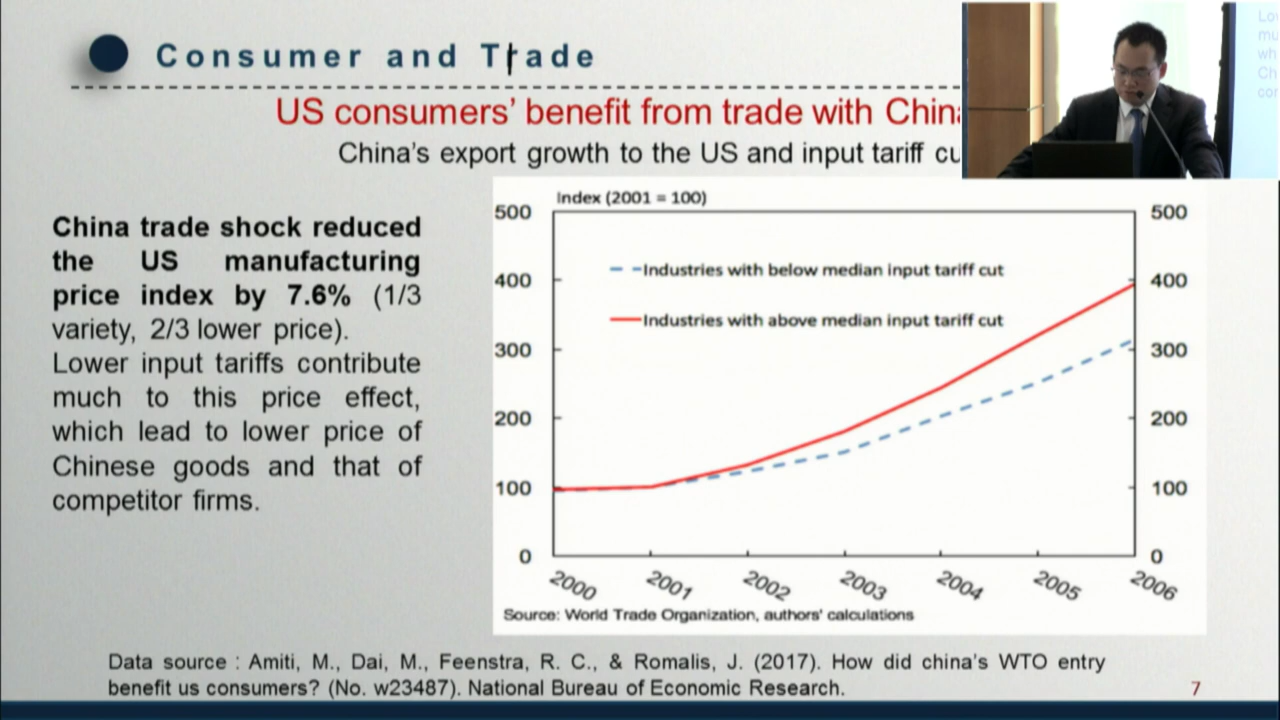 Consumer and Trade
US consumers' benefit from trade with China
China's export growth to the US and input tariff
China trade shock reduced
the US manufacturing
price index by 7.6% (1/3
variety, 2/3 lower price).
Lower input tariffs contribute
much to this price effect,
which lead to lower price of
Chinese goods and that of
competitor firms.
Index (2001 = 100)
500 500
Industries with below median input tariff cut
400 400
Industries with above median input tariff cut
300 300
200 200
100 100
0 0
2000 2001 2002 2003 2004 2005 2006
Source: World Trade Organization, authors' calculations
Data source : Amiti, M., Dai, M., Feenstra, R. C., & Romalis, J. (2017). How did china's WTO entry
benefit us consumers? (No. w23487). National Bureau of Economic Research.
7